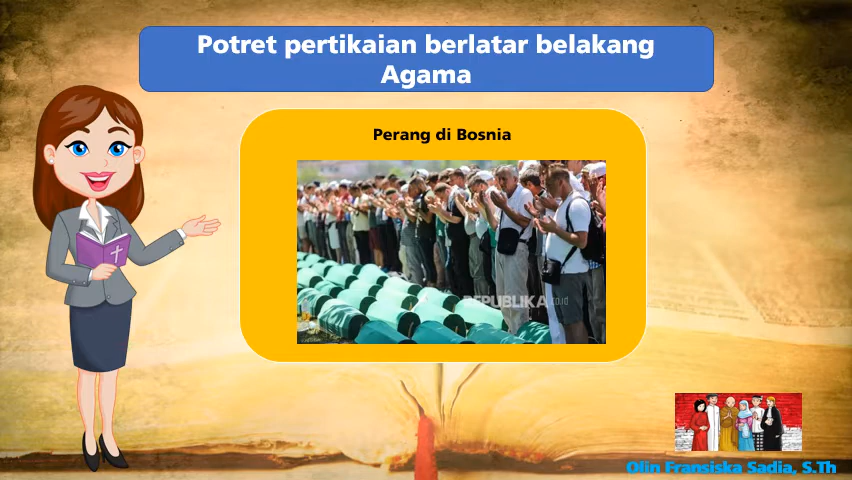 Potret pertikaian berlatar belakang
Agama
Perang di Bosnia
REPUBLIKA.co.id
Olin Fransiska Sadia, S.Th